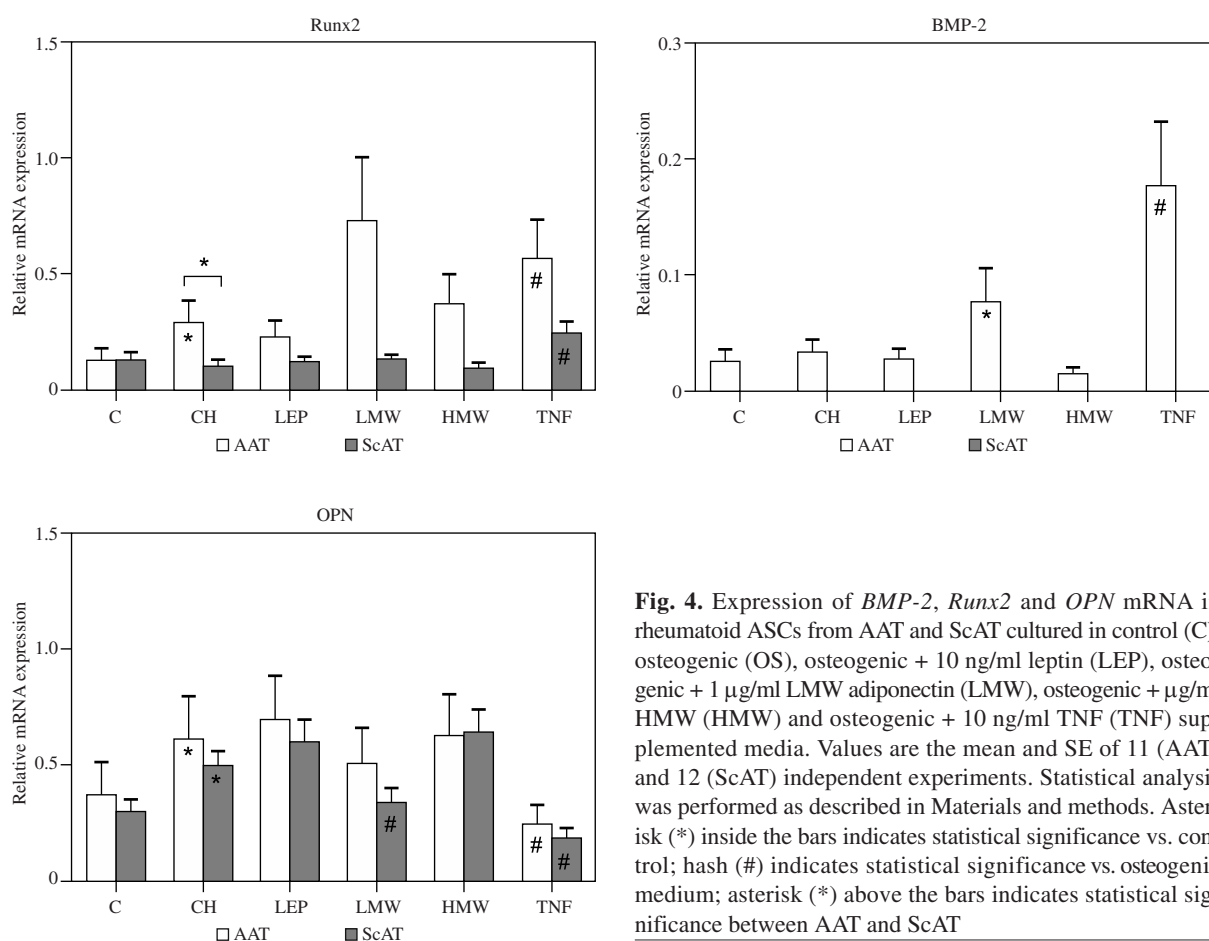 Runx2
1.5
1.0
0.5
0
Relative mRNA expression
*
*
#
#
C CH LEP LMW HMW TNF
AAT ScAT
BMP-2
0.3
0.2
0.1
0
Relative mRNA expression
*
#
C CH LEP LMW HMW TNF
AAT ScAT
OPN
1.5
1.0
0.5
0
Relative mRNA expression
*
*
#
#
#
C CH LEP LMW HMW TNF
AAT ScAT
Fig. 4. Expression of BMP-2, Runx2 and OPN mRNA i
rheumatoid ASCs from AAT and ScAT cultured in control (C)
osteogenic (OS), osteogenic + 10 ng/ml leptin (LEP), osteo
genic + 1 µg/ml LMW adiponectin (LMW), osteogenic + µg/m
HMW (HMW) and osteogenic + 10 ng/ml TNF (TNF) sup
plemented media. Values are the mean and SE of 11 (AAT
and 12 (ScAT) independent experiments. Statistical analysi
was performed as described in Materials and methods. Aster
isk (*) inside the bars indicates statistical significance vs. con
trol; hash (#) indicates statistical significance vs. osteogeni
medium; asterisk (*) above the bars indicates statistical sig
nificance between AAT and ScAT